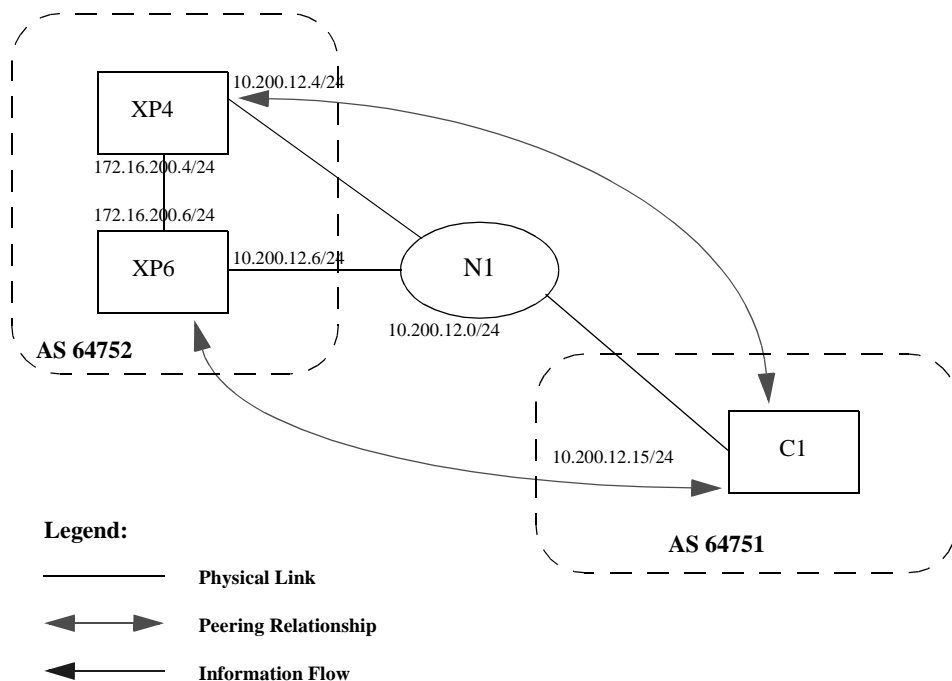 10.200.12.4/24
XP4
172.16.200.4/24
172.16.200.6/24
XP6
10.200.12.6/24
N1
10.200.12.0/24
AS 64752
C1
10.200.12.15/24
AS 64751
Legend:
Physical Link
Peering Relationship
Information Flow